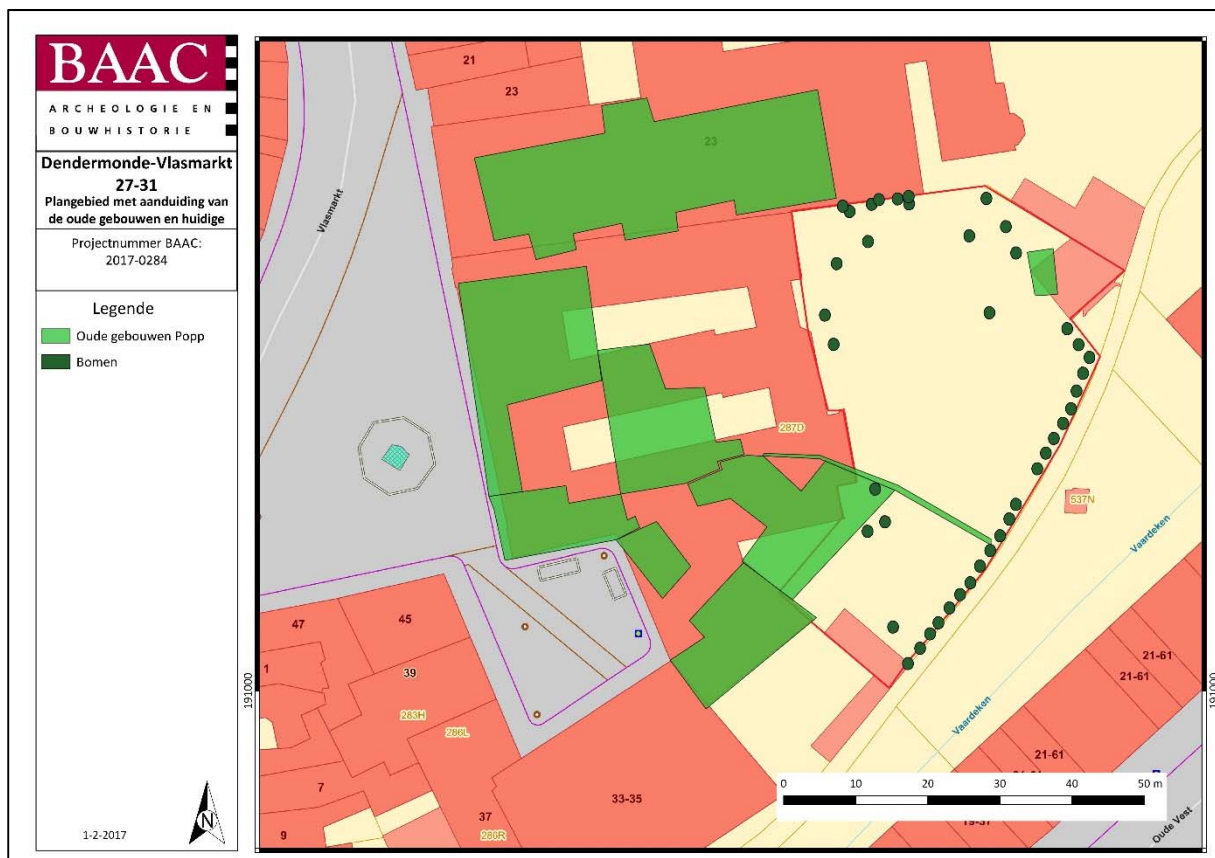 BAAC
ARCHEOLOGIE EN
BOUWHISTORIE
Dendermonde-Vlasmarkt
27-31
Plangebied met aanduiding van
de oude gebouwen en huidige
Projectnummer BAAC:
2017-0284
Legende
Oude gebouwen Popp
Bomen
1-2-2017
N
21
23
23
Vlasmarkt
287D
537N
Vaardeken
47
45
1
39
283H
286L
7
9
37
286R
33-35
Vaardeken
21-61
21-61
21-61
Oude Vest
191000
191000
0 10 20 30 40 50 m